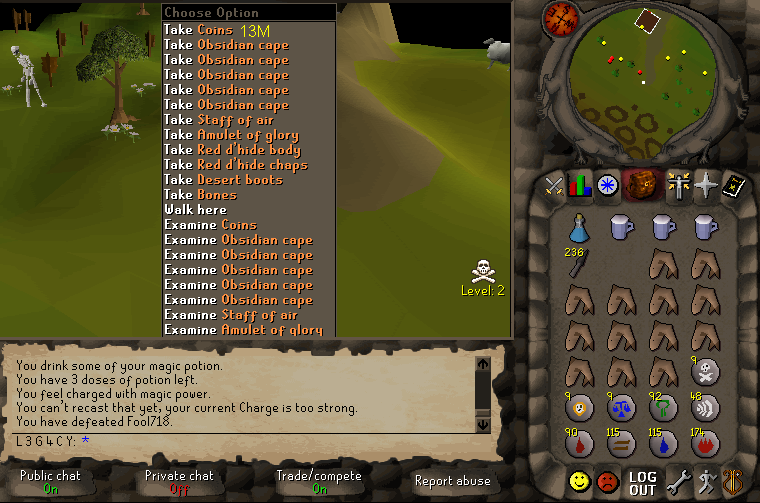 Choose Option
Take Coins 13M
Take Obsidian cape
Take Obsidian cape
Take Obsidian cape
Take Obsidian cape
Take Obsidian cape
Take Staff of air
Take Amulet of glory
Take Red d'hide body
Take Red d'hide chaps
Take Desert boots
Take Bones
Walk here
Examine Coins
Examine Obsidian cape
Examine Obsidian cape
Examine Obsidian cape
Examine Obsidian cape
Examine Obsidian cape
Examine Staff of air
Examine Amulet of glory
Level: 2
236
9
9 9 92 48
90 115 115 174
You drink some of your magic potion.
You have 3 doses of potion left.
You feel charged with magic power.
You can't recast that yet, your current Charge is too strong.
You have defeated Fool718.
L 3 G 4 C Y: *
Public chat
On
Private chat
Off
Trade/compete
On
Report abuse
LOG
OUT